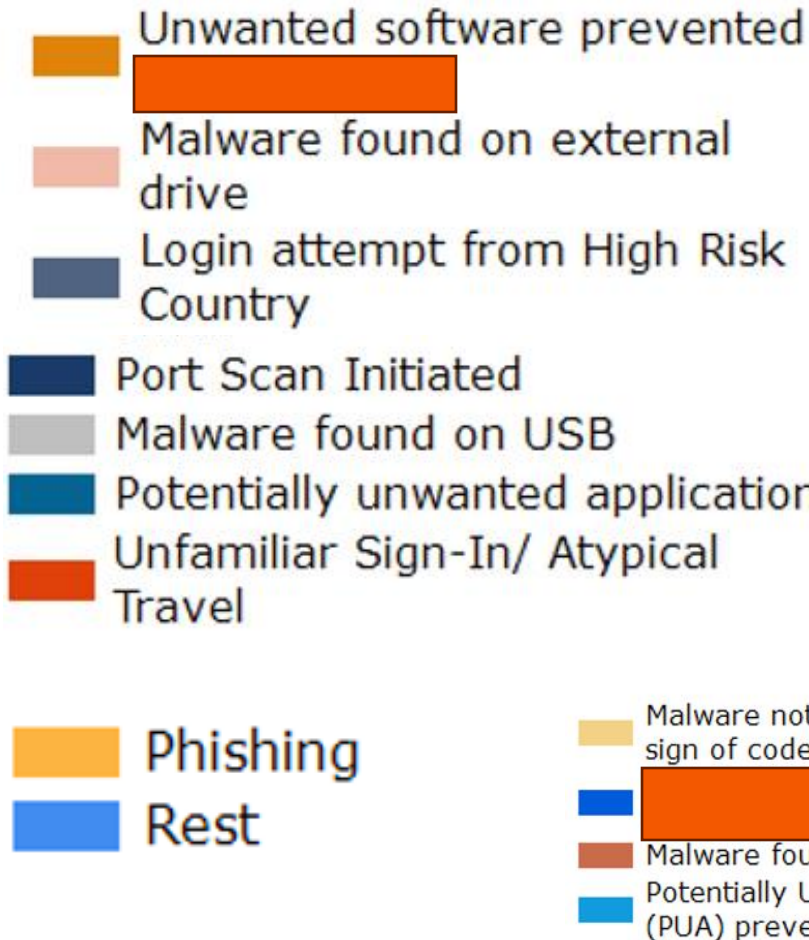 Unwanted software prevented
Malware found on external
drive
Login attempt from High Risk
Country
Port Scan Initiated
Malware found on USB
Potentially unwanted application
Unfamiliar Sign-In/ Atypical
Travel
Phishing
Rest
Malware not
sign of code
Malware fou
Potentially U
(PUA) preve